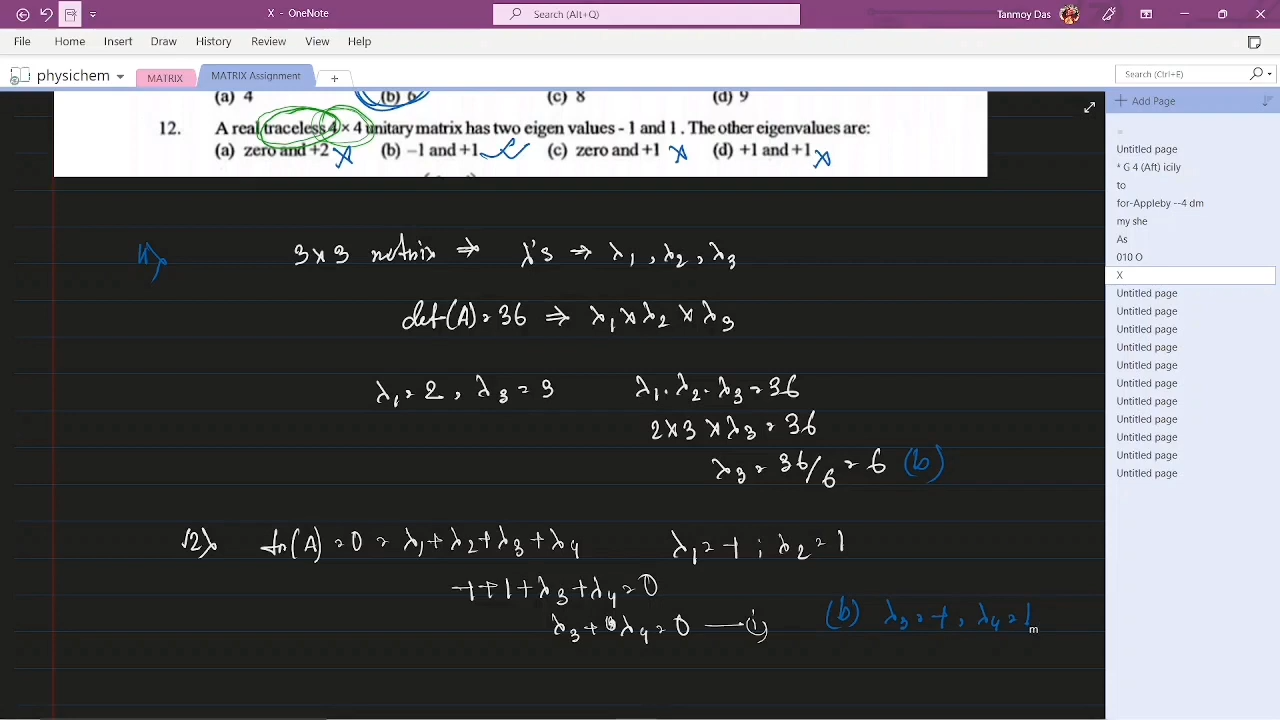 X - OneNote
Search (Alt+Q)
Tanmoy Das
File Home Insert Draw History Review View Help
physichem MATRIX MATRIX Assignment +
Search (Ctrl+E)
Add Page
(a) 4 (b) 6 (c) 8 (d) 9
12. A real traceless 4 × 4 unitary matrix has two eigen values - 1 and 1 . The other eigenvalues are:
(a) zero and +2 (b) –1 and +1 (c) zero and +1 (d) +1 and +1
11)
3 x 3 matrix ⇒ λ's ⇒ λ₁, λ₂, λ₃
det(A) = 36 ⇒ λ₁ x λ₂ x λ₃
λ₁ = 2, λ₃ = 3 λ₁ . λ₂ . λ₃ = 36
2 x 3 x λ₃ = 36
λ₃ = 36/6 = 6 (b)
12) tr(A) = 0 = λ₁ + λ₂ + λ₃ + λ₄ λ₁ = -1 ; λ₂ = 1
-1 + 1 + λ₃ + λ₄ = 0
λ₃ + λ₄ = 0 — (i) (b) λ₃ = -1, λ₄ = 1
Untitled page
* G 4 (Aft) icily
to
for-Appleby --4 dm
my she
As
010 O
X
Untitled page
Untitled page
Untitled page
Untitled page
Untitled page
Untitled page
Untitled page
Untitled page
Untitled page
Untitled page
Untitled page